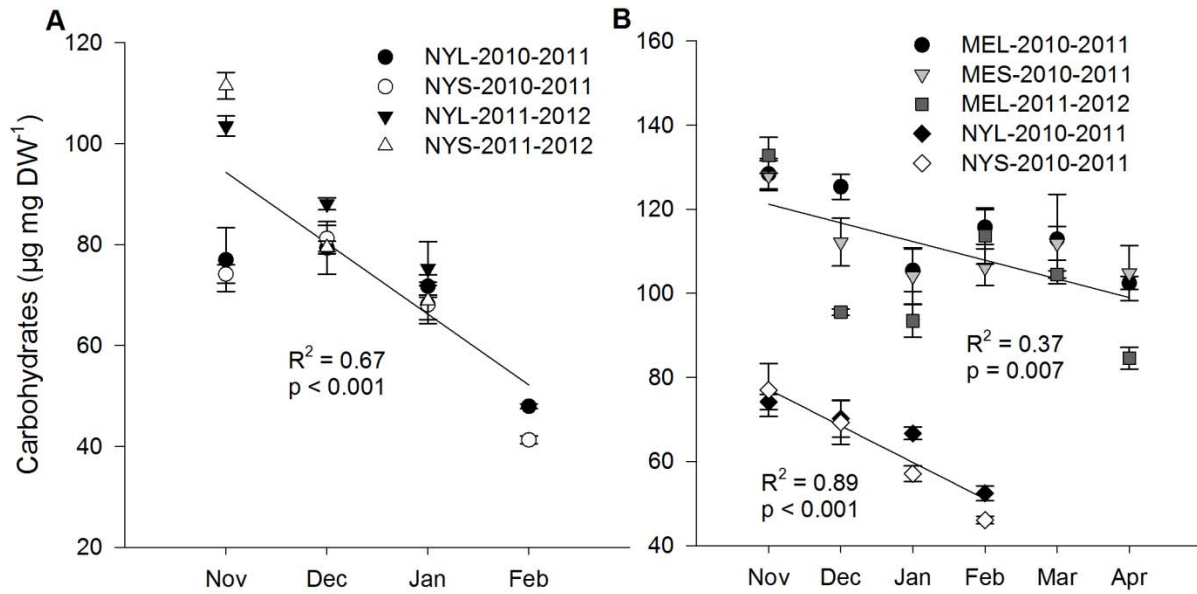 A
Carbohydrates (µg mg DW⁻¹)
120
100
80
60
40
20
NYL-2010-2011
NYS-2010-2011
NYL-2011-2012
NYS-2011-2012
R² = 0.67
p < 0.001
Nov Dec Jan Feb
B
160
140
120
100
80
60
40
MEL-2010-2011
MES-2010-2011
MEL-2011-2012
NYL-2010-2011
NYS-2010-2011
R² = 0.37
p = 0.007
R² = 0.89
p < 0.001
Nov Dec Jan Feb Mar Apr